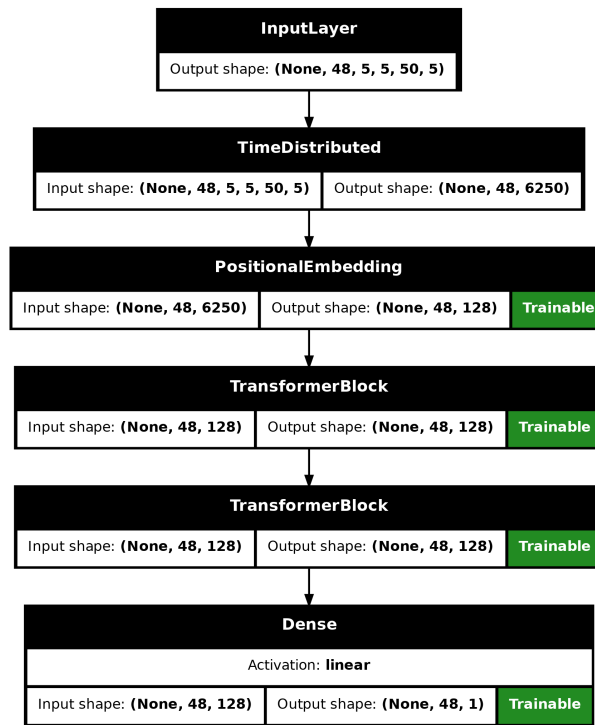 InputLayer
Output shape: (None, 48, 5, 5, 50, 5)
TimeDistributed
Input shape: (None, 48, 5, 5, 50, 5) Output shape: (None, 48, 6250)
PositionalEmbedding
Input shape: (None, 48, 6250) Output shape: (None, 48, 128) Trainable
TransformerBlock
Input shape: (None, 48, 128) Output shape: (None, 48, 128) Trainable
TransformerBlock
Input shape: (None, 48, 128) Output shape: (None, 48, 128) Trainable
Dense
Activation: linear
Input shape: (None, 48, 128) Output shape: (None, 48, 1) Trainable